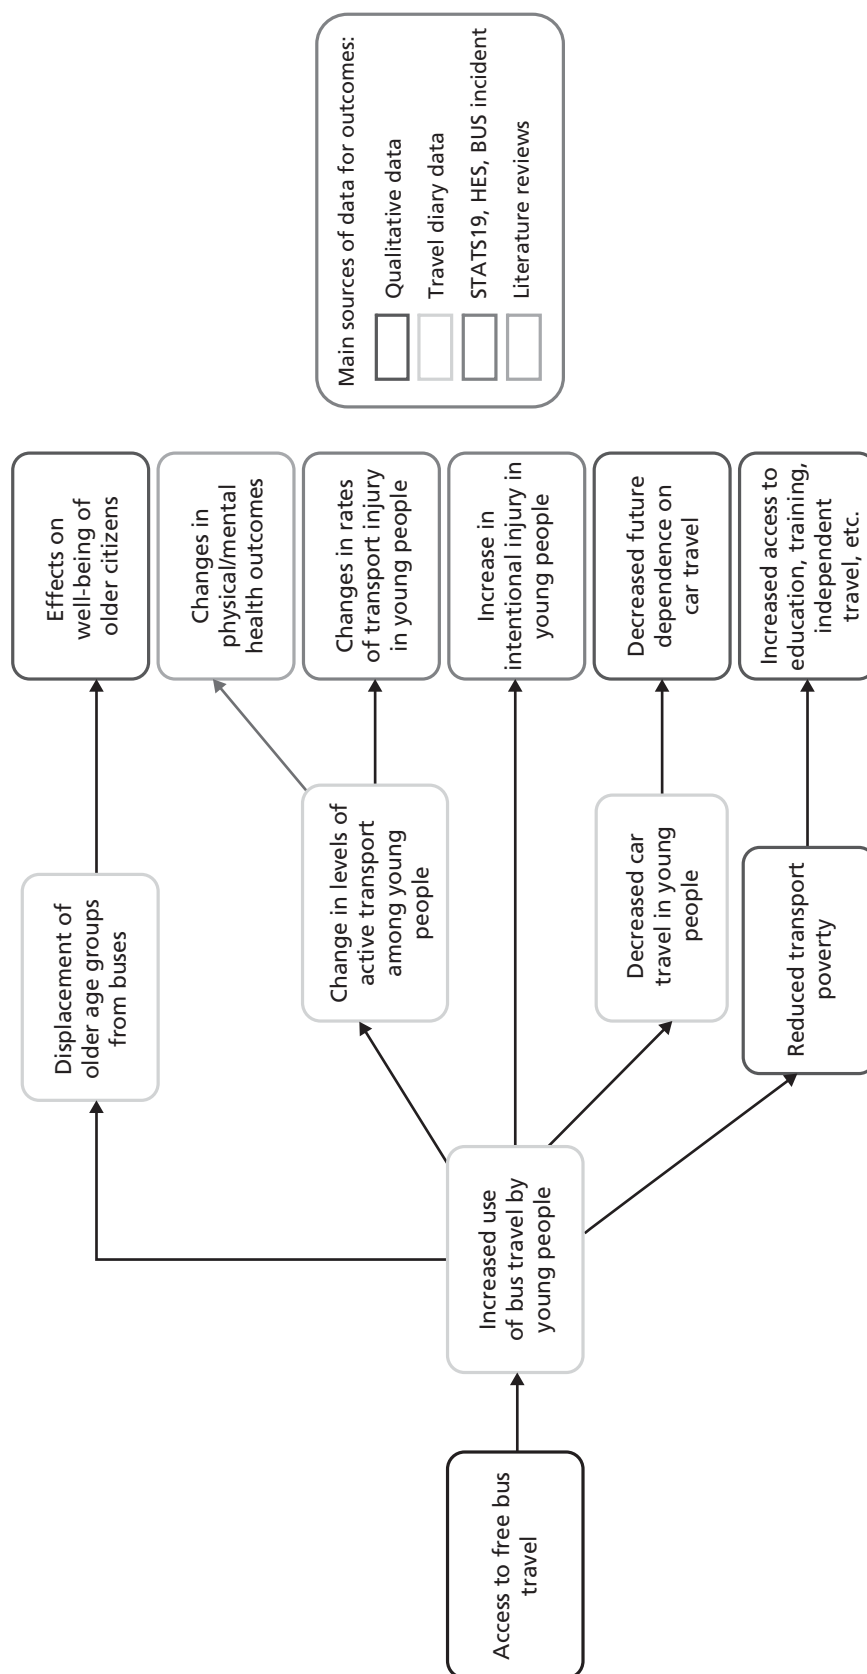 Access to free bus
travel
Increased use
of bus travel by
young people
Displacement of
older age groups
from buses
Change in levels of
active transport
among young
people
Decreased car
travel in young
people
Reduced transport
poverty
Effects on
well-being of
older citizens
Changes in
physical/mental
health outcomes
Changes in rates
of transport injury
in young people
Increase in
intentional injury in
young people
Decreased future
dependence on
car travel
Increased access to
education, training,
independent
travel, etc.
Main sources of data for outcomes:
Qualitative data
Travel diary data
STATS19, HES, BUS incident
Literature reviews